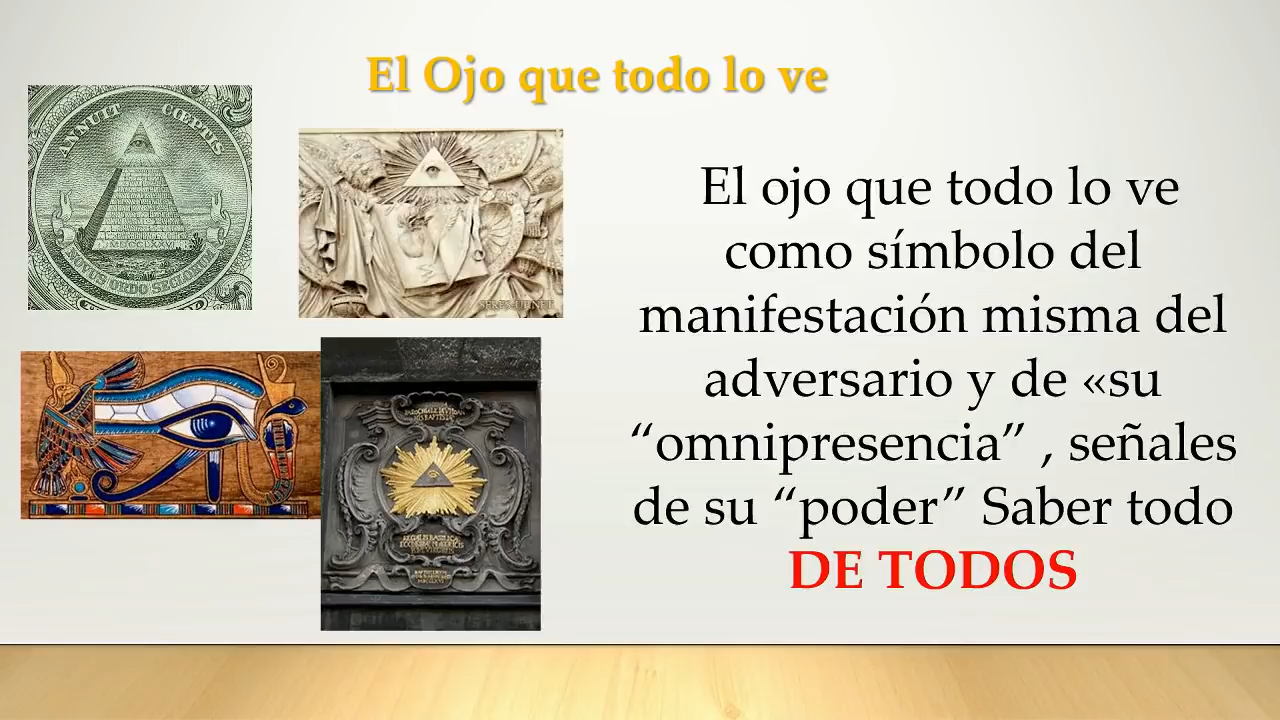 El Ojo que todo lo ve
ANNUIT CŒPTIS
MDCCLXXVI
NOVUS ORDO SECLORUM
El ojo que todo lo ve
como símbolo del
manifestación misma del
adversario y de «su
“omnipresencia” , señales
de su “poder” Saber todo
DE TODOS